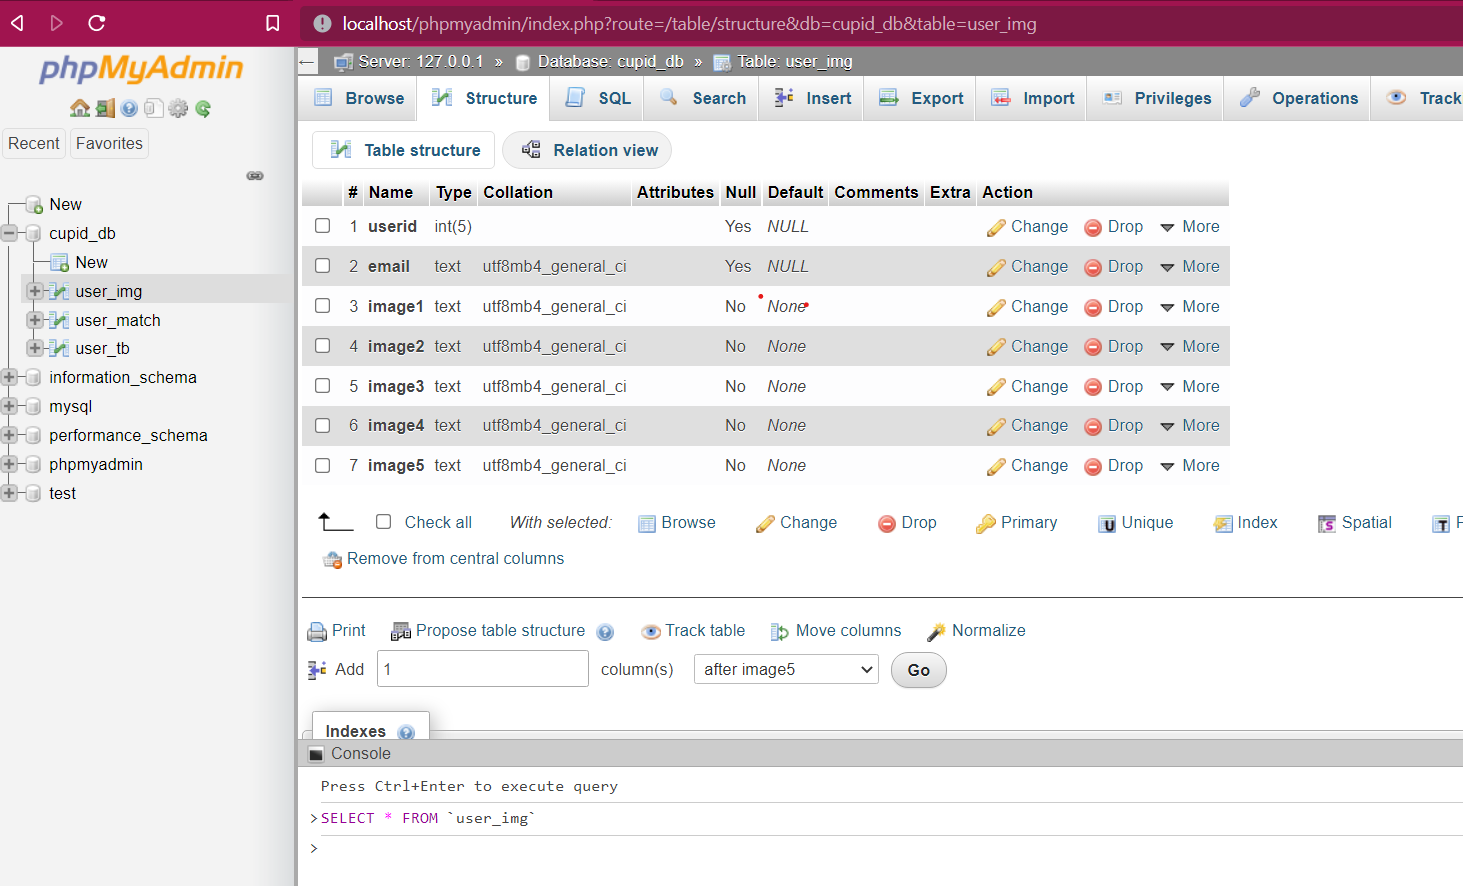 localhost/phpmyadmin/index.php?route=/table/structure&db=cupid_db&table=user_img
phpMyAdmin
Recent Favorites
New
cupid_db
New
user_img
user_match
user_tb
information_schema
mysql
performance_schema
phpmyadmin
test
Server: 127.0.0.1 » Database: cupid_db » Table: user_img
Browse Structure SQL Search Insert Export Import Privileges Operations Track
Table structure Relation view
# Name Type Collation Attributes Null Default Comments Extra Action
1 userid int(5) Yes NULL Change Drop More
2 email text utf8mb4_general_ci Yes NULL Change Drop More
3 image1 text utf8mb4_general_ci No None Change Drop More
4 image2 text utf8mb4_general_ci No None Change Drop More
5 image3 text utf8mb4_general_ci No None Change Drop More
6 image4 text utf8mb4_general_ci No None Change Drop More
7 image5 text utf8mb4_general_ci No None Change Drop More
Check all With selected: Browse Change Drop Primary Unique Index Spatial F
Remove from central columns
Print Propose table structure Track table Move columns Normalize
Add 1 column(s) after image5 Go
Indexes
Console
Press Ctrl+Enter to execute query
>SELECT * FROM `user_img`
>